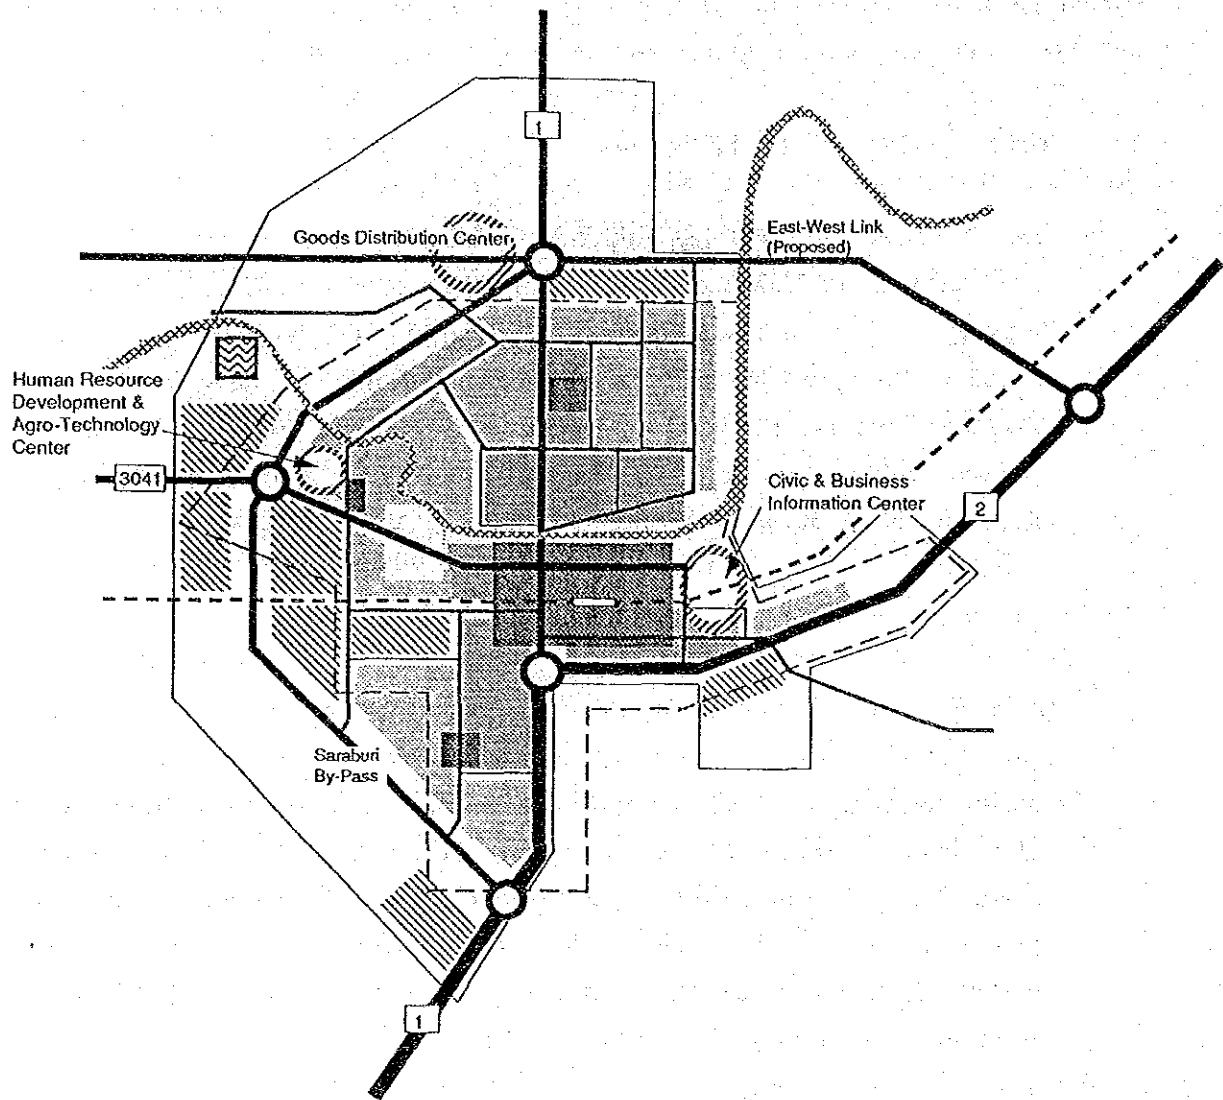 1
Goods Distribution Center
East-West Link
(Proposed)
Human Resource
Development &
Agro-Technology
Center
3041
Civic & Business
Information Center
2
Saraburi
By-Pass
1